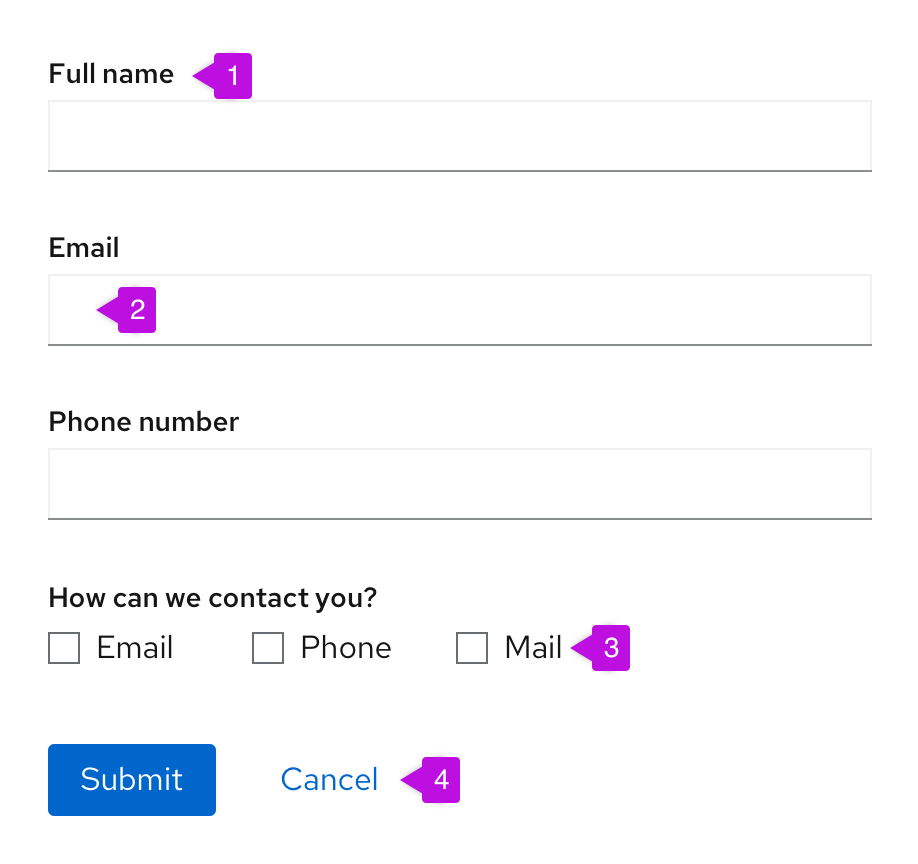 Full name 1
Email
2
Phone number
How can we contact you?
Email Phone Mail 3
Submit Cancel 4